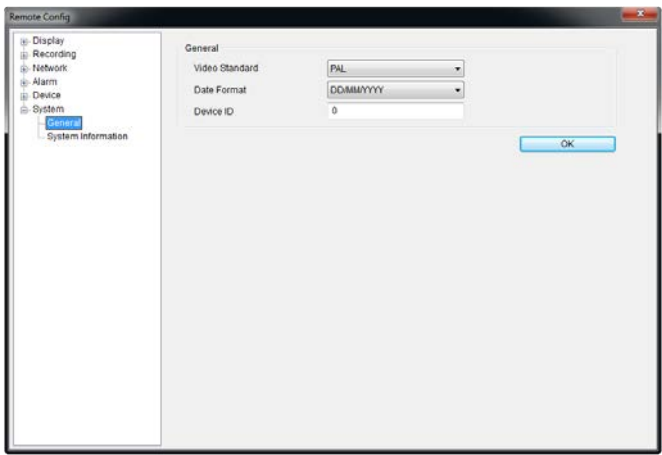 Remote Config
Display
Recording
Network
Alarm
Device
System
General
System Information
General
Video Standard PAL
Date Format DD/MM/YYYY
Device ID 0
OK